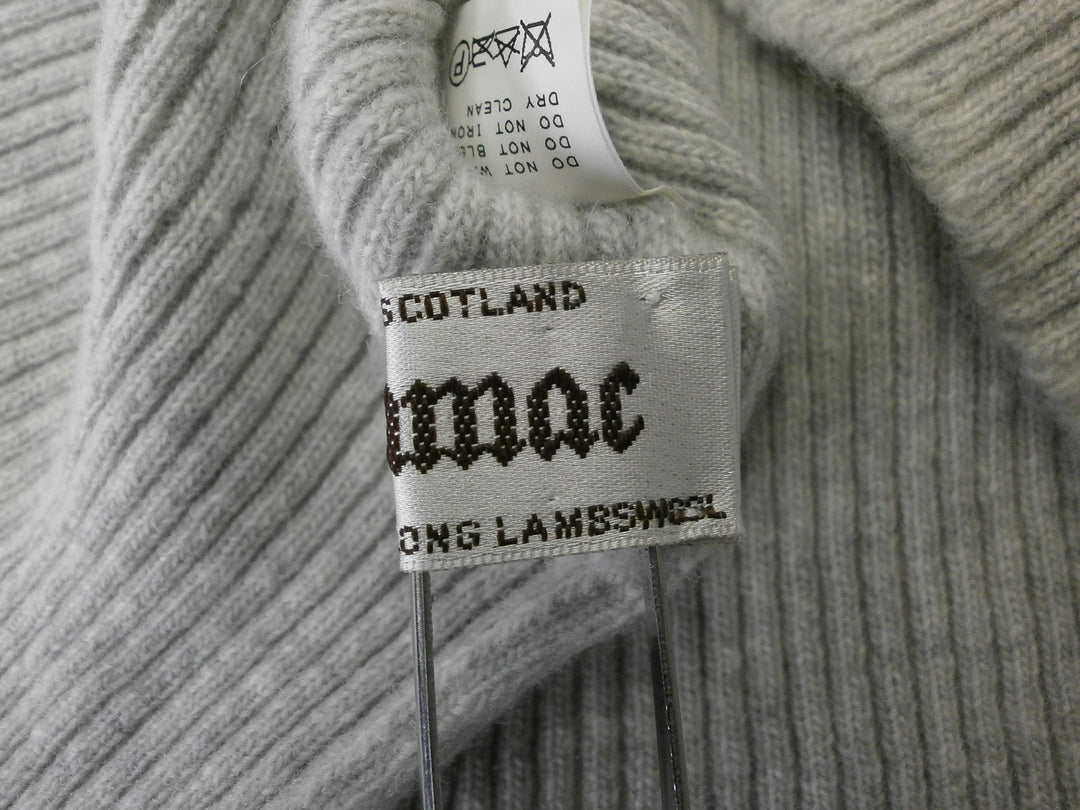 SCOTLAND
mac
ONG LAMBSWOOL
DO NOT
DO NOT
DO NOT IRON
DRY CLEAN
P